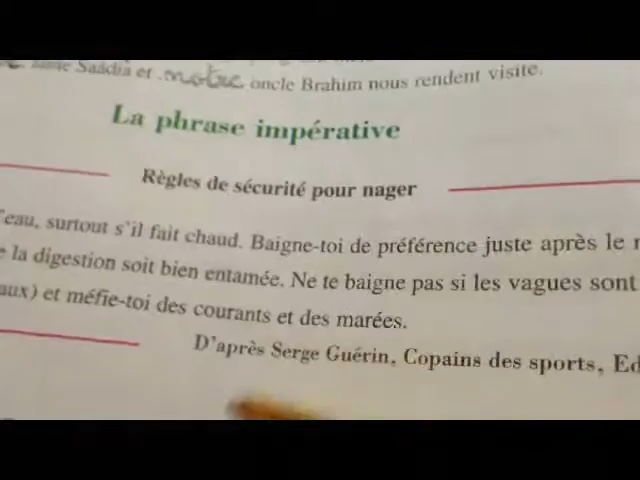 Saâdia et notre oncle Brahim nous rendent visite.
La phrase impérative
Règles de sécurité pour nager
'eau, surtout s'il fait chaud. Baigne-toi de préférence juste après le
la digestion soit bien entamée. Ne te baigne pas si les vagues sont
aux) et méfie-toi des courants et des marées.
D'après Serge Guérin, Copains des sports, Ed